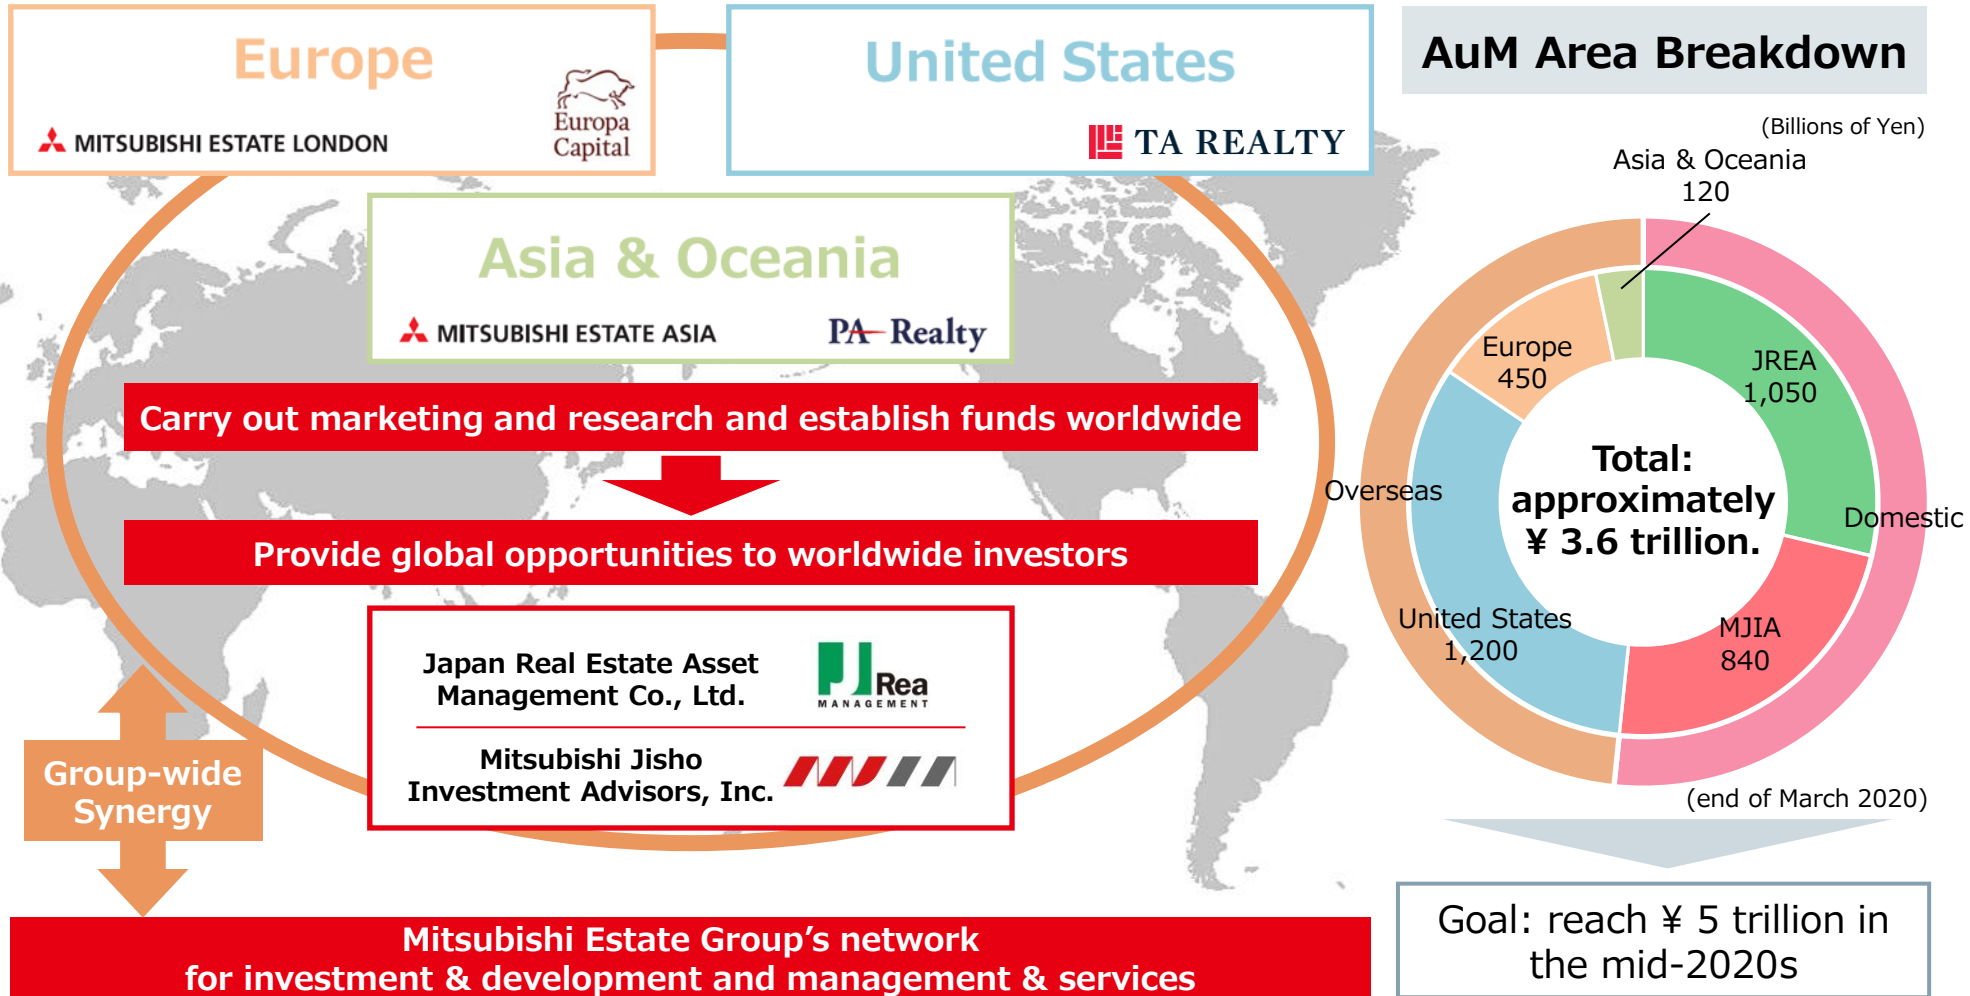 Europe
MITSUBISHI ESTATE LONDON
Europa
Capital
United States
TA REALTY
Asia & Oceania
MITSUBISHI ESTATE ASIA
PA Realty
Carry out marketing and research and establish funds worldwide
Provide global opportunities to worldwide investors
Japan Real Estate Asset
Management Co., Ltd.
Rea
MANAGEMENT
Mitsubishi Jisho
Investment Advisors, Inc.
Group-wide
Synergy
Mitsubishi Estate Group’s network
for investment & development and management & services
AuM Area Breakdown
(Billions of Yen)
Asia & Oceania
120
Europe
450
JREA
1,050
Total:
approximately
¥ 3.6 trillion.
Overseas
Domestic
United States
1,200
MJIA
840
(end of March 2020)
Goal: reach ¥ 5 trillion in
the mid-2020s